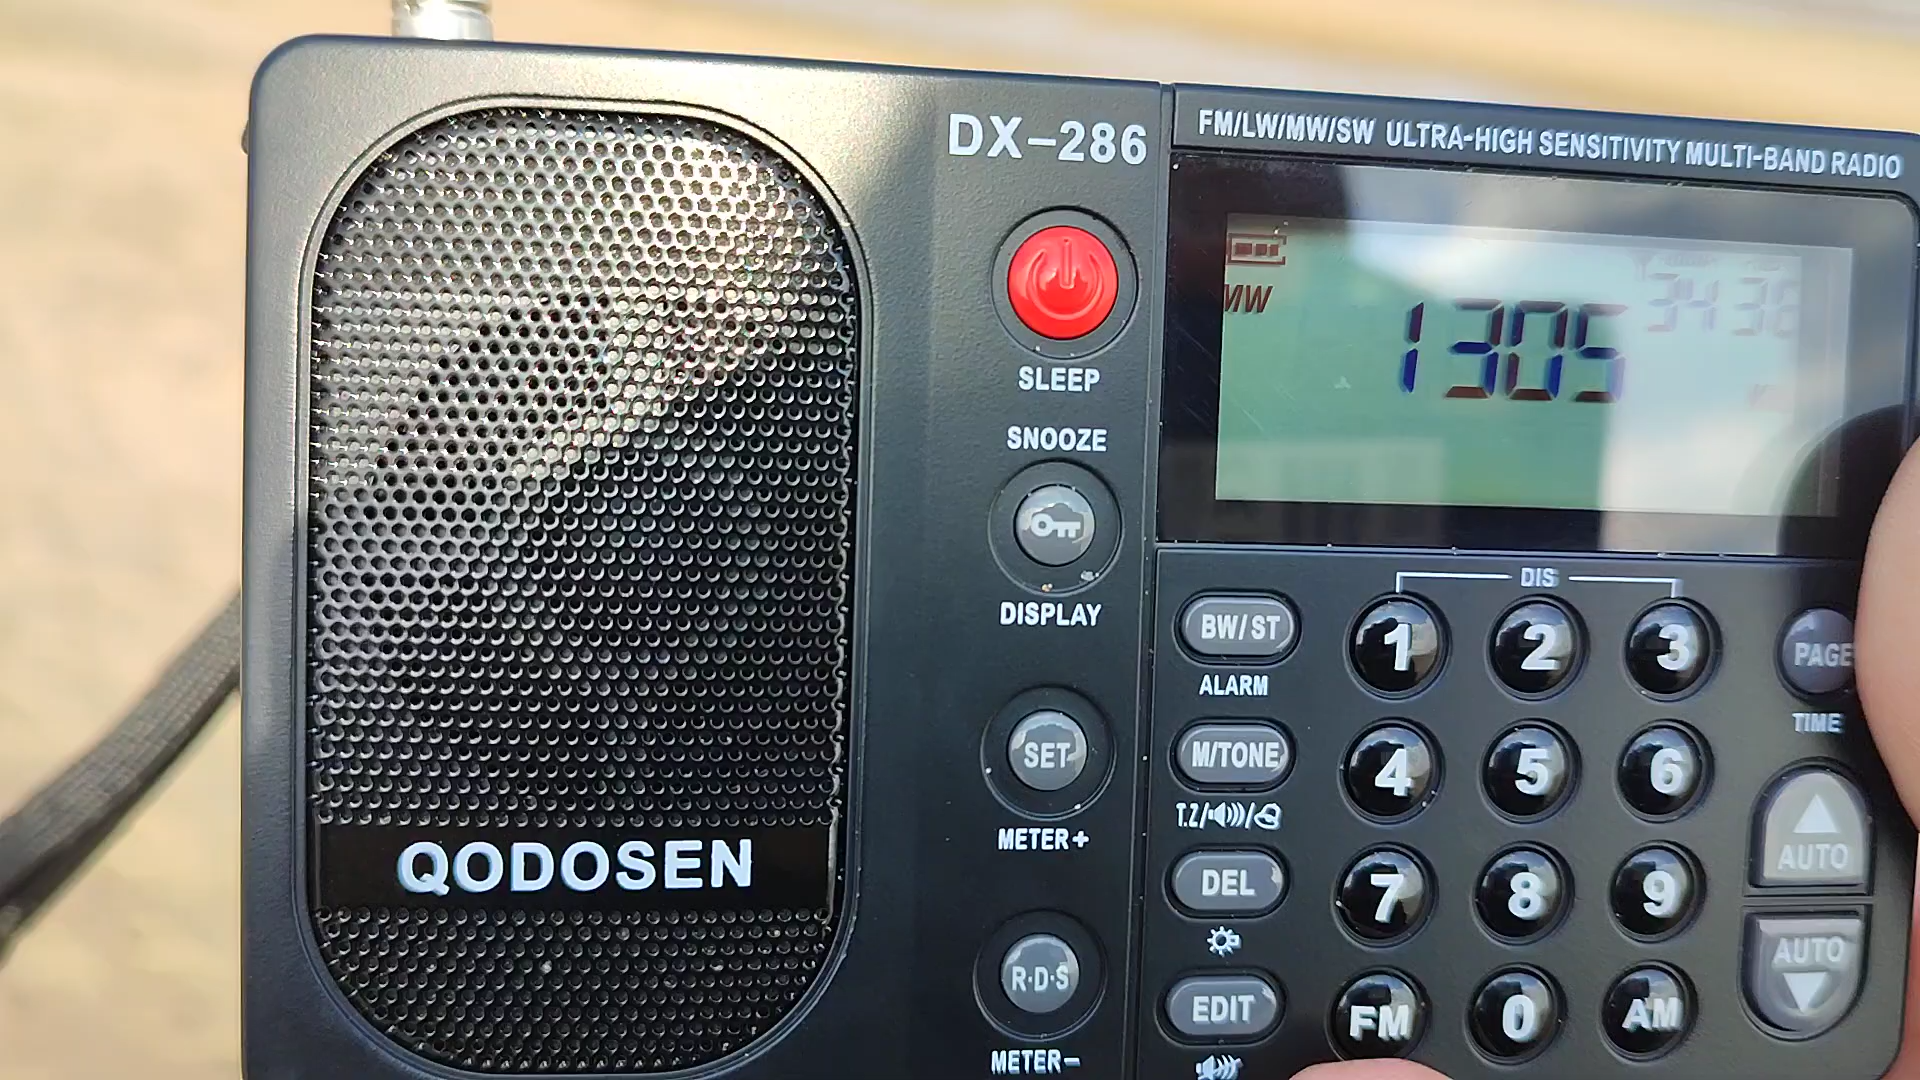 DX-286
FM/LW/MW/SW ULTRA-HIGH SENSITIVITY MULTI-BAND RADIO
MW
34 36
1305
SLEEP
SNOOZE
DISPLAY
SET
METER+
R·D·S
METER-
DIS
BW/ST 1 2 3 PAGE
ALARM TIME
M/TONE 4 5 6
T.Z/
AUTO
DEL 7 8 9
AUTO
EDIT FM 0 AM
QODOSEN